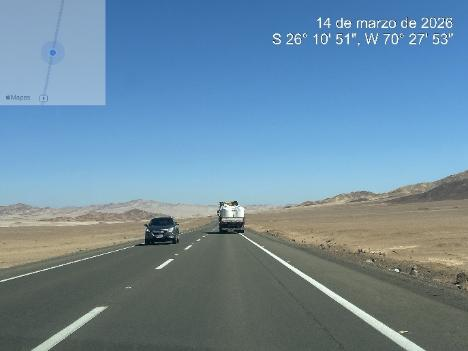 14 de marzo de 2026
S 26° 10' 51", W 70° 27' 53"
Mapas